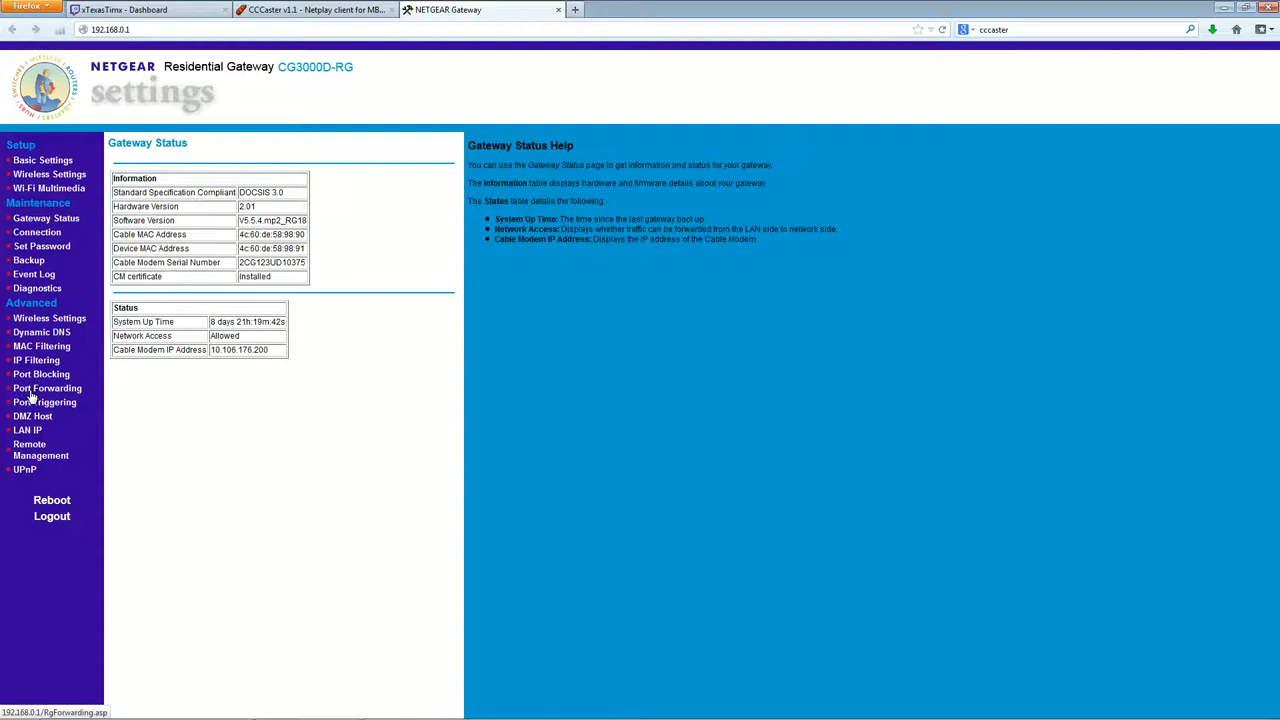 Firefox
xTexasTimx - Dashboard
CCCaster v1.1 - Netplay client for MB...
NETGEAR Gateway
192.168.0.1
cccaster
SWITCHES WIRELESS ROUTERS ADAPTERS HUBS
NETGEAR Residential Gateway CG3000D-RG
settings
Setup
Basic Settings
Wireless Settings
Wi-Fi Multimedia
Maintenance
Gateway Status
Connection
Set Password
Backup
Event Log
Diagnostics
Advanced
Wireless Settings
Dynamic DNS
MAC Filtering
IP Filtering
Port Blocking
Port Forwarding
Port Triggering
DMZ Host
LAN IP
Remote
Management
UPnP
Reboot
Logout
Gateway Status
Information
Standard Specification Compliant DOCSIS 3.0
Hardware Version 2.01
Software Version V5.5.4.mp2_RG18
Cable MAC Address 4c:60:de:58:98:90
Device MAC Address 4c:60:de:58:98:91
Cable Modem Serial Number 2CG123UD10375
CM certificate Installed
Status
System Up Time 8 days 21h:19m:42s
Network Access Allowed
Cable Modem IP Address 10.106.176.200
Gateway Status Help
You can use the Gateway Status page to get information and status for your gateway.
The Information table displays hardware and firmware details about your gateway.
The Status table details the following.
System Up Time: The time since the last gateway boot up.
Network Access: Displays whether traffic can be forwarded from the LAN side to network side.
Cable Modem IP Address: Displays the IP address of the Cable Modem.
192.168.0.1/RgForwarding.asp